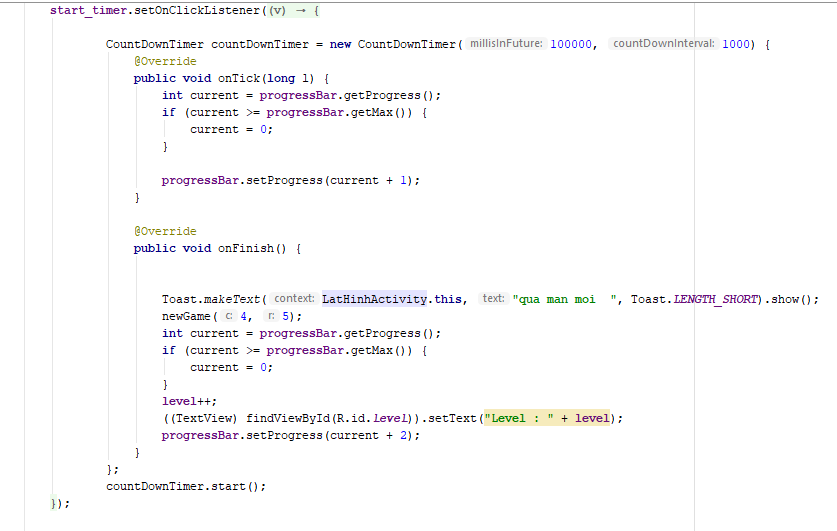 start_timer.setOnClickListener((v) → {
CountDownTimer countDownTimer = new CountDownTimer( millisInFuture: 100000, countDownInterval: 1000) {
@Override
public void onTick(long l) {
int current = progressBar.getProgress();
if (current >= progressBar.getMax()) {
current = 0;
}
progressBar.setProgress(current + 1);
}
@Override
public void onFinish() {
Toast.makeText( context: LatHinhActivity.this, text: "qua man moi  ", Toast.LENGTH_SHORT).show();
newGame( c: 4, r: 5);
int current = progressBar.getProgress();
if (current >= progressBar.getMax()) {
current = 0;
}
level++;
((TextView) findViewById(R.id.level)).setText("Level : " + level);
progressBar.setProgress(current + 2);
}
};
countDownTimer.start();
});